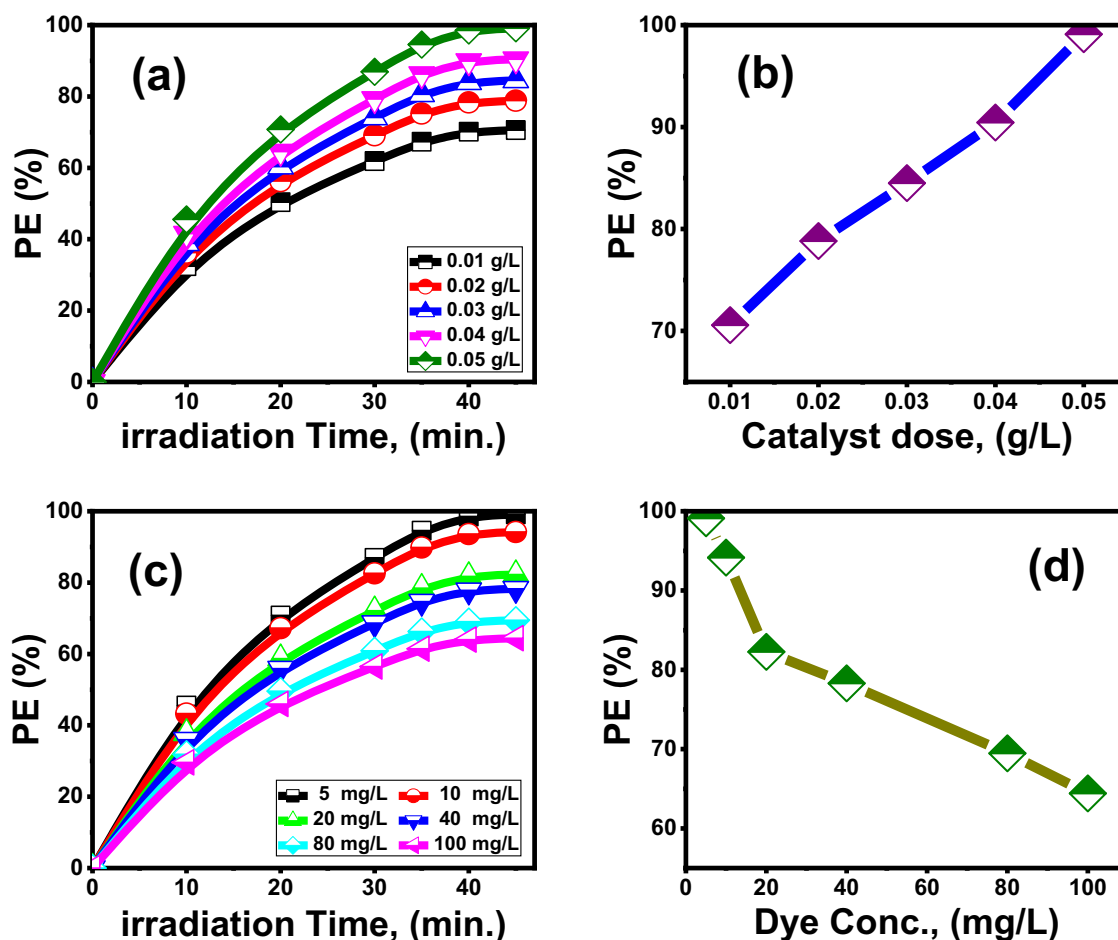 (a)
PE (%)
100
80
60
40
20
0
0 10 20 30 40
irradiation Time, (min.)
0.01 g/L
0.02 g/L
0.03 g/L
0.04 g/L
0.05 g/L
(b)
PE (%)
100
90
80
70
0.01 0.02 0.03 0.04 0.05
Catalyst dose, (g/L)
(c)
PE (%)
100
80
60
40
20
0
0 10 20 30 40
irradiation Time, (min.)
5 mg/L 10 mg/L
20 mg/L 40 mg/L
80 mg/L 100 mg/L
(d)
PE (%)
100
90
80
70
60
0 20 40 60 80 100
Dye Conc., (mg/L)